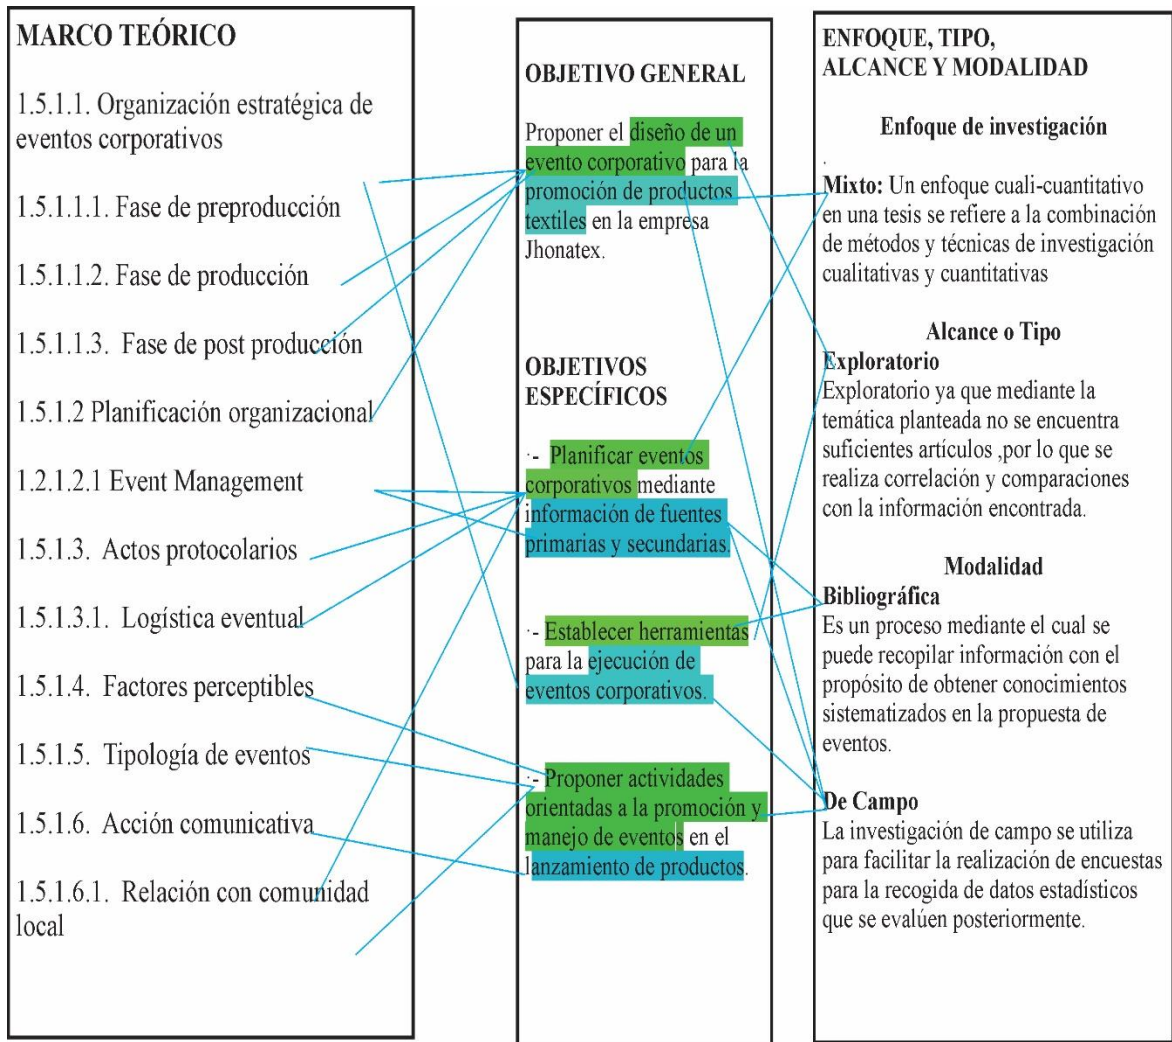 MARCO TEÓRICO
1.5.1.1. Organización estratégica de
eventos corporativos
1.5.1.1.1. Fase de preproducción
1.5.1.1.2. Fase de producción
1.5.1.1.3. Fase de post producción
1.5.1.2 Planificación organizacional
1.2.1.2.1 Event Management
1.5.1.3. Actos protocolarios
1.5.1.3.1. Logística eventual
1.5.1.4. Factores perceptibles
1.5.1.5. Tipología de eventos
1.5.1.6. Acción comunicativa
1.5.1.6.1. Relación con comunidad
local
OBJETIVO GENERAL
Proponer el diseño de un
evento corporativo para la
promoción de productos
textiles en la empresa
Jhonatex.
OBJETIVOS
ESPECÍFICOS
·- Planificar eventos
corporativos mediante
información de fuentes
primarias y secundarias.
·- Establecer herramientas
para la ejecución de
eventos corporativos.
·- Proponer actividades
orientadas a la promoción y
manejo de eventos en el
lanzamiento de productos.
ENFOQUE, TIPO,
ALCANCE Y MODALIDAD
Enfoque de investigación
.
Mixto: Un enfoque cuali-cuantitativo
en una tesis se refiere a la combinación
de métodos y técnicas de investigación
cualitativas y cuantitativas
Alcance o Tipo
Exploratorio
Exploratorio ya que mediante la
temática planteada no se encuentra
suficientes artículos ,por lo que se
realiza correlación y comparaciones
con la información encontrada.
Modalidad
Bibliográfica
Es un proceso mediante el cual se
puede recopilar información con el
propósito de obtener conocimientos
sistematizados en la propuesta de
eventos.
De Campo
La investigación de campo se utiliza
para facilitar la realización de encuestas
para la recogida de datos estadísticos
que se evalúen posteriormente.